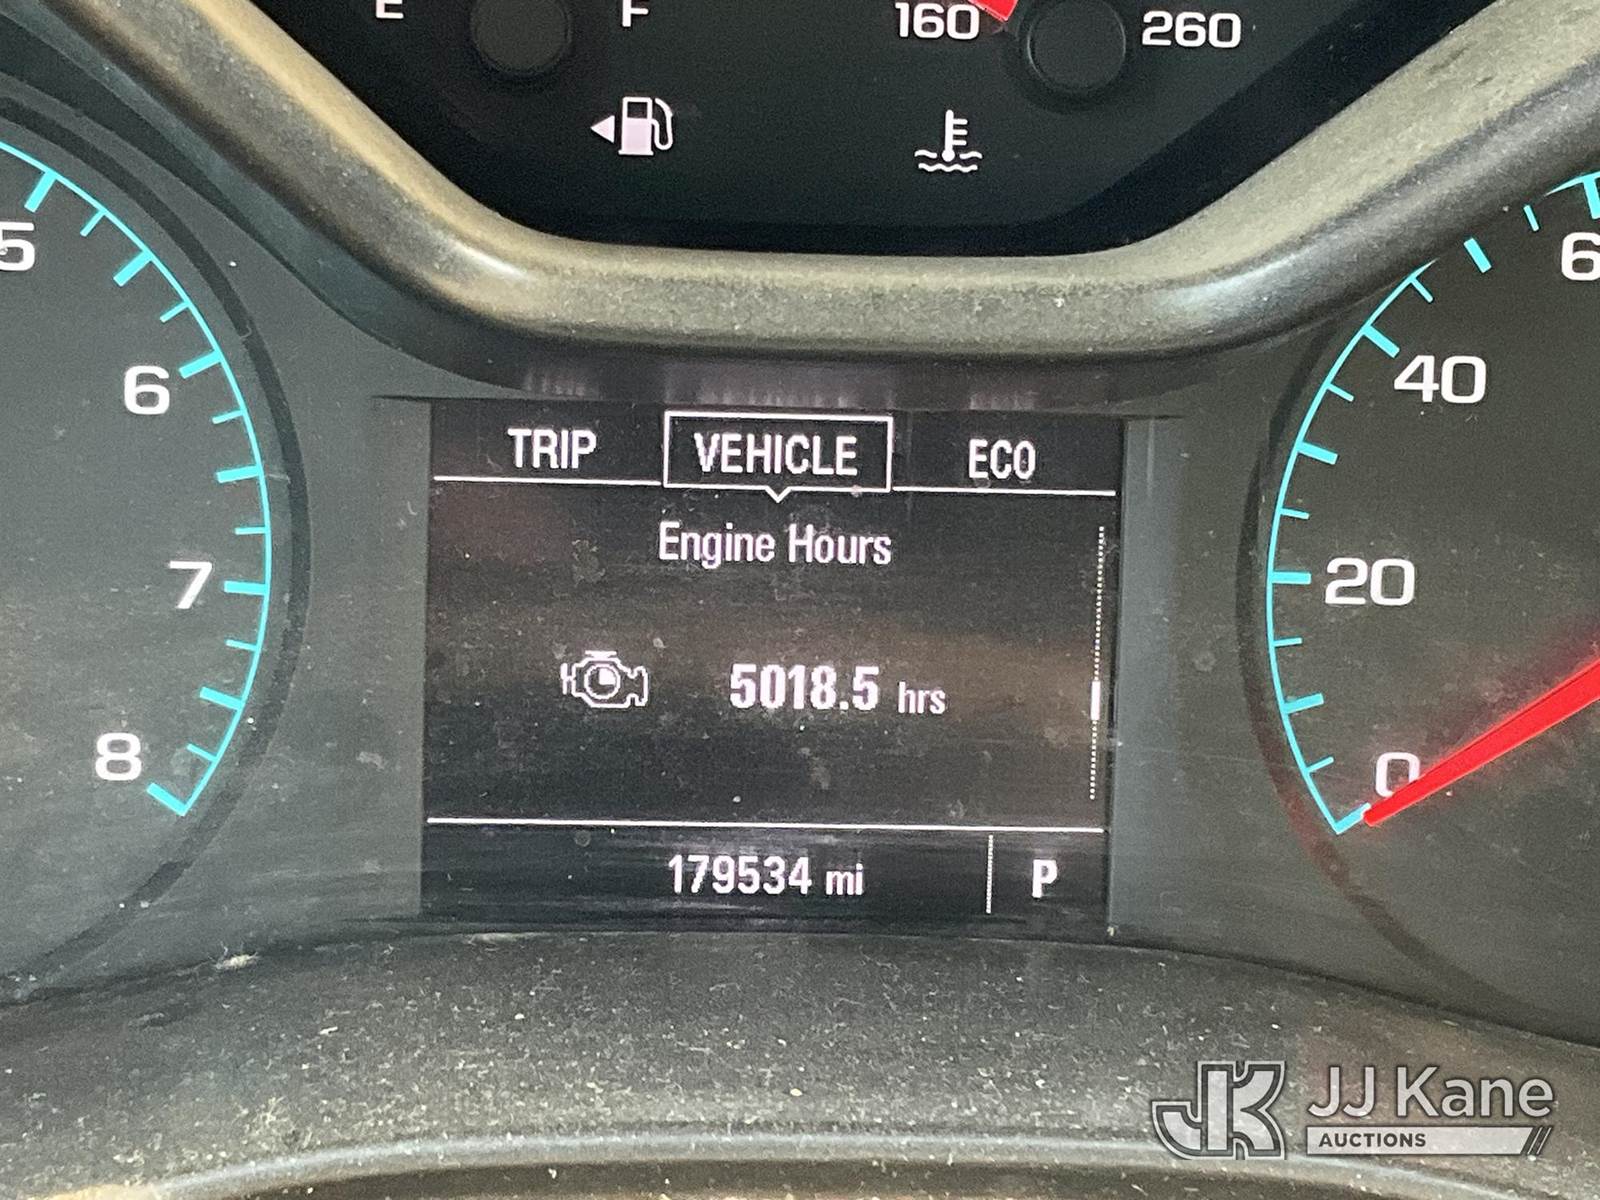 E F 160 260
5 6 7 8
TRIP VEHICLE ECO
Engine Hours
5018.5 hrs
179534 mi P
6
40
20
0
JJ Kane
AUCTIONS